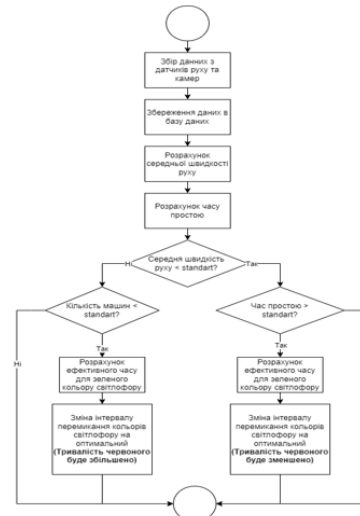 Збір данних з
датчиків руху та
камер
Збереження даних в
базу даних
Розрахунок
середньої швидкості
руху
Розрахунок часу
простою
Середня швидкість
руху < standart?
Ні
Так
Кількість машин <
standart?
Час простою >
standart?
Ні
Так
Так
Розрахунок
ефективного часу
для зеленого
кольору світлофору
Розрахунок
ефективного часу
для зеленого
кольору світлофору
Зміна інтервалу
перемикання кольорів
світлофору на
оптимальний
(Тривалість червоного
буде збільшено)
Зміна інтервалу
перемикання кольорів
світлофору на
оптимальний
(Тривалість червоного
буде зменшено)